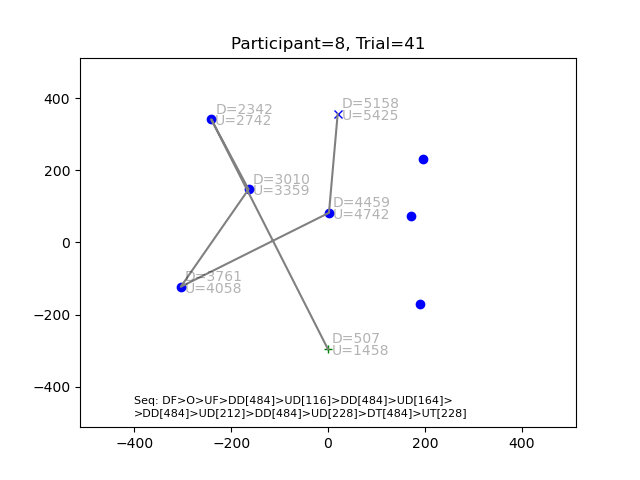 Participant=8, Trial=41
400
200
0
−200
−400
D=2342
U=2742
D=5158
U=5425
D=3010
U=3359
D=4459
U=4742
D=3761
U=4058
D=507
U=1458
Seq: DF>O>UF>DD[484]>UD[116]>DD[484]>UD[164]>
>DD[484]>UD[212]>DD[484]>UD[228]>DT[484]>UT[228]
−400 −200 0 200 400